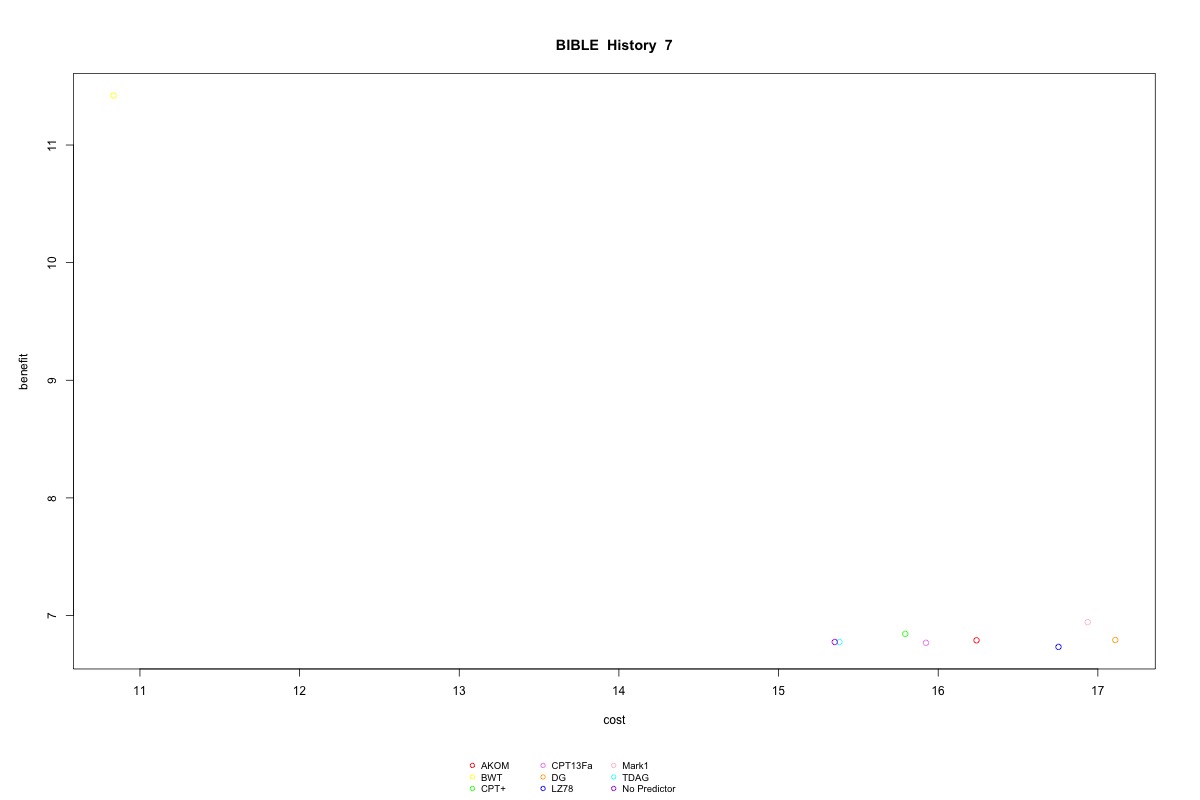 BIBLE History 7
11
10
9
8
7
benefit
11 12 13 14 15 16 17
cost
AKOM CPT13Fa Mark1
BWT DG TDAG
CPT+ LZ78 No Predictor